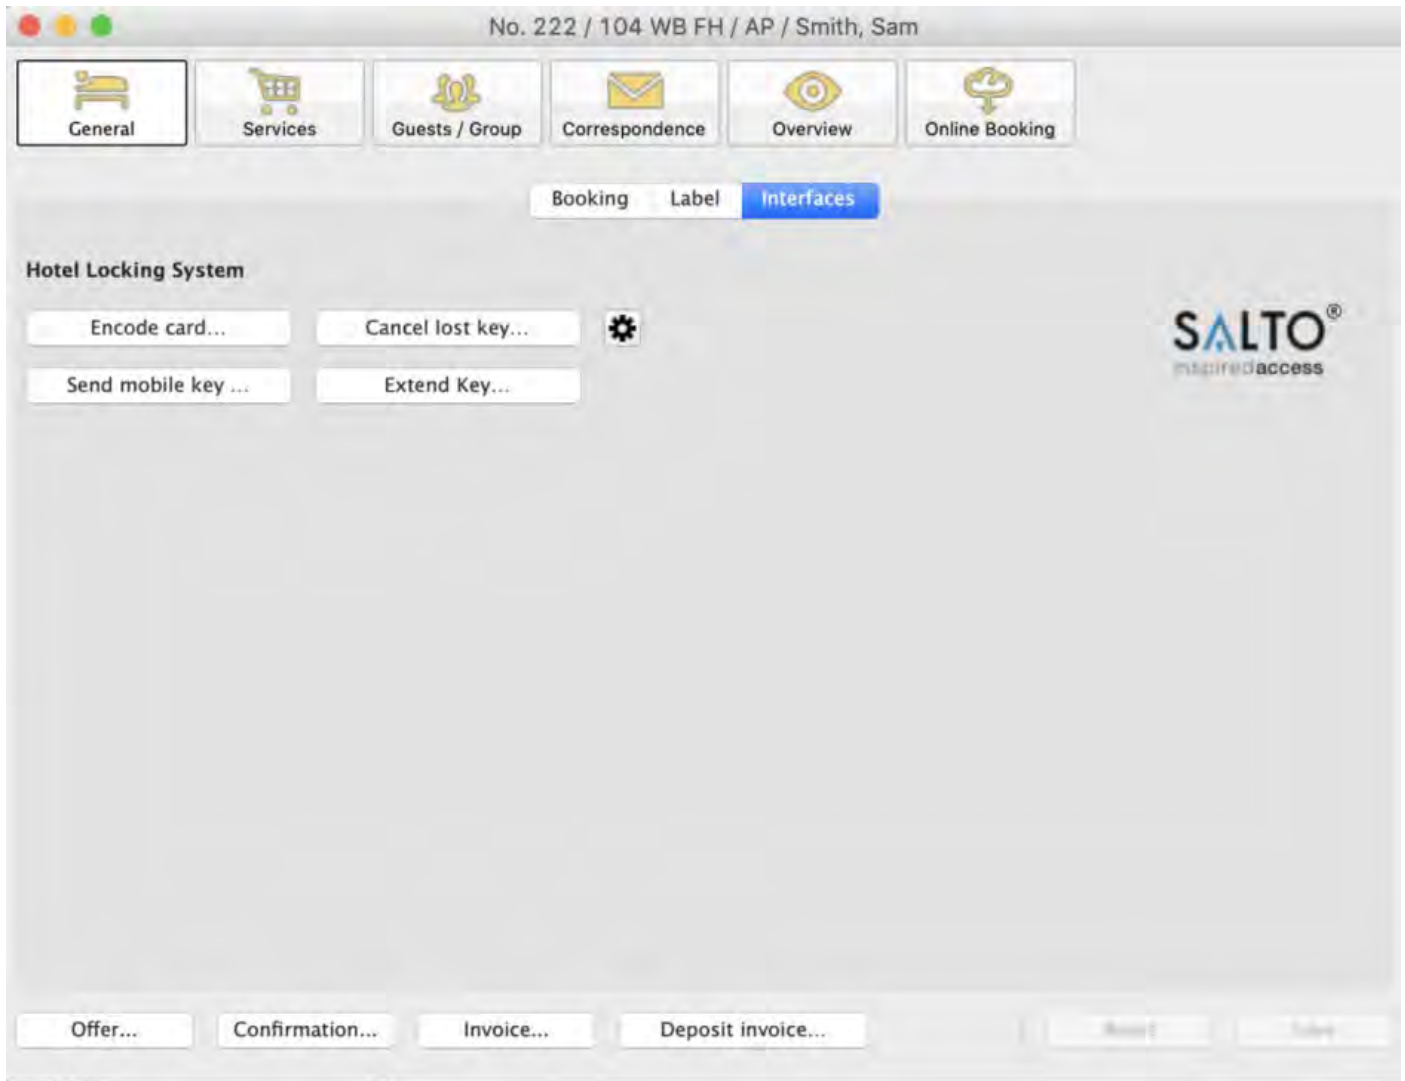 No. 222 / 104 WB FH / AP / Smith, Sam
General Services Guests / Group Correspondence Overview Online Booking
Booking Label Interfaces
Hotel Locking System
Encode card... Cancel lost key...
Send mobile key ... Extend Key...
SALTO®
inspiredaccess
Offer... Confirmation... Invoice... Deposit invoice...